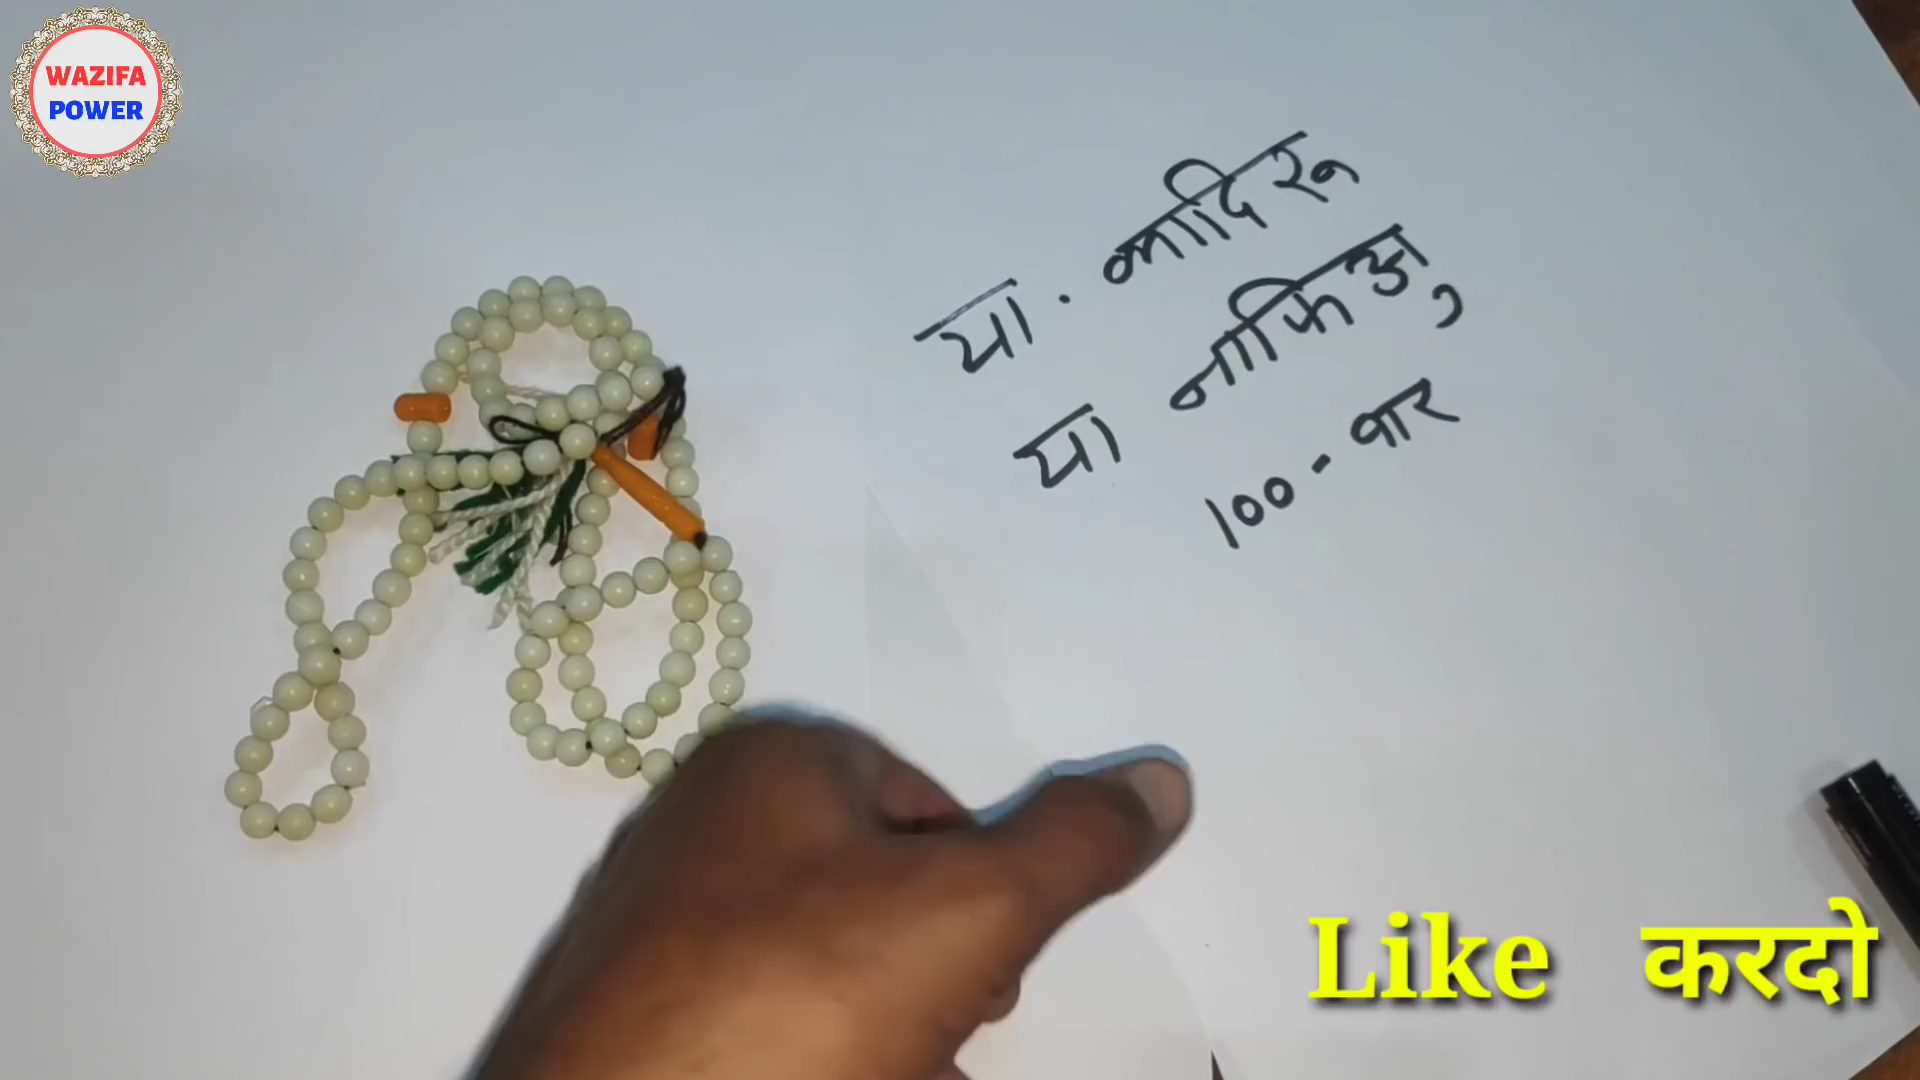 WAZIFA
POWER
या. कादिरू
या नाफिउ
100 - बार
Like करदो